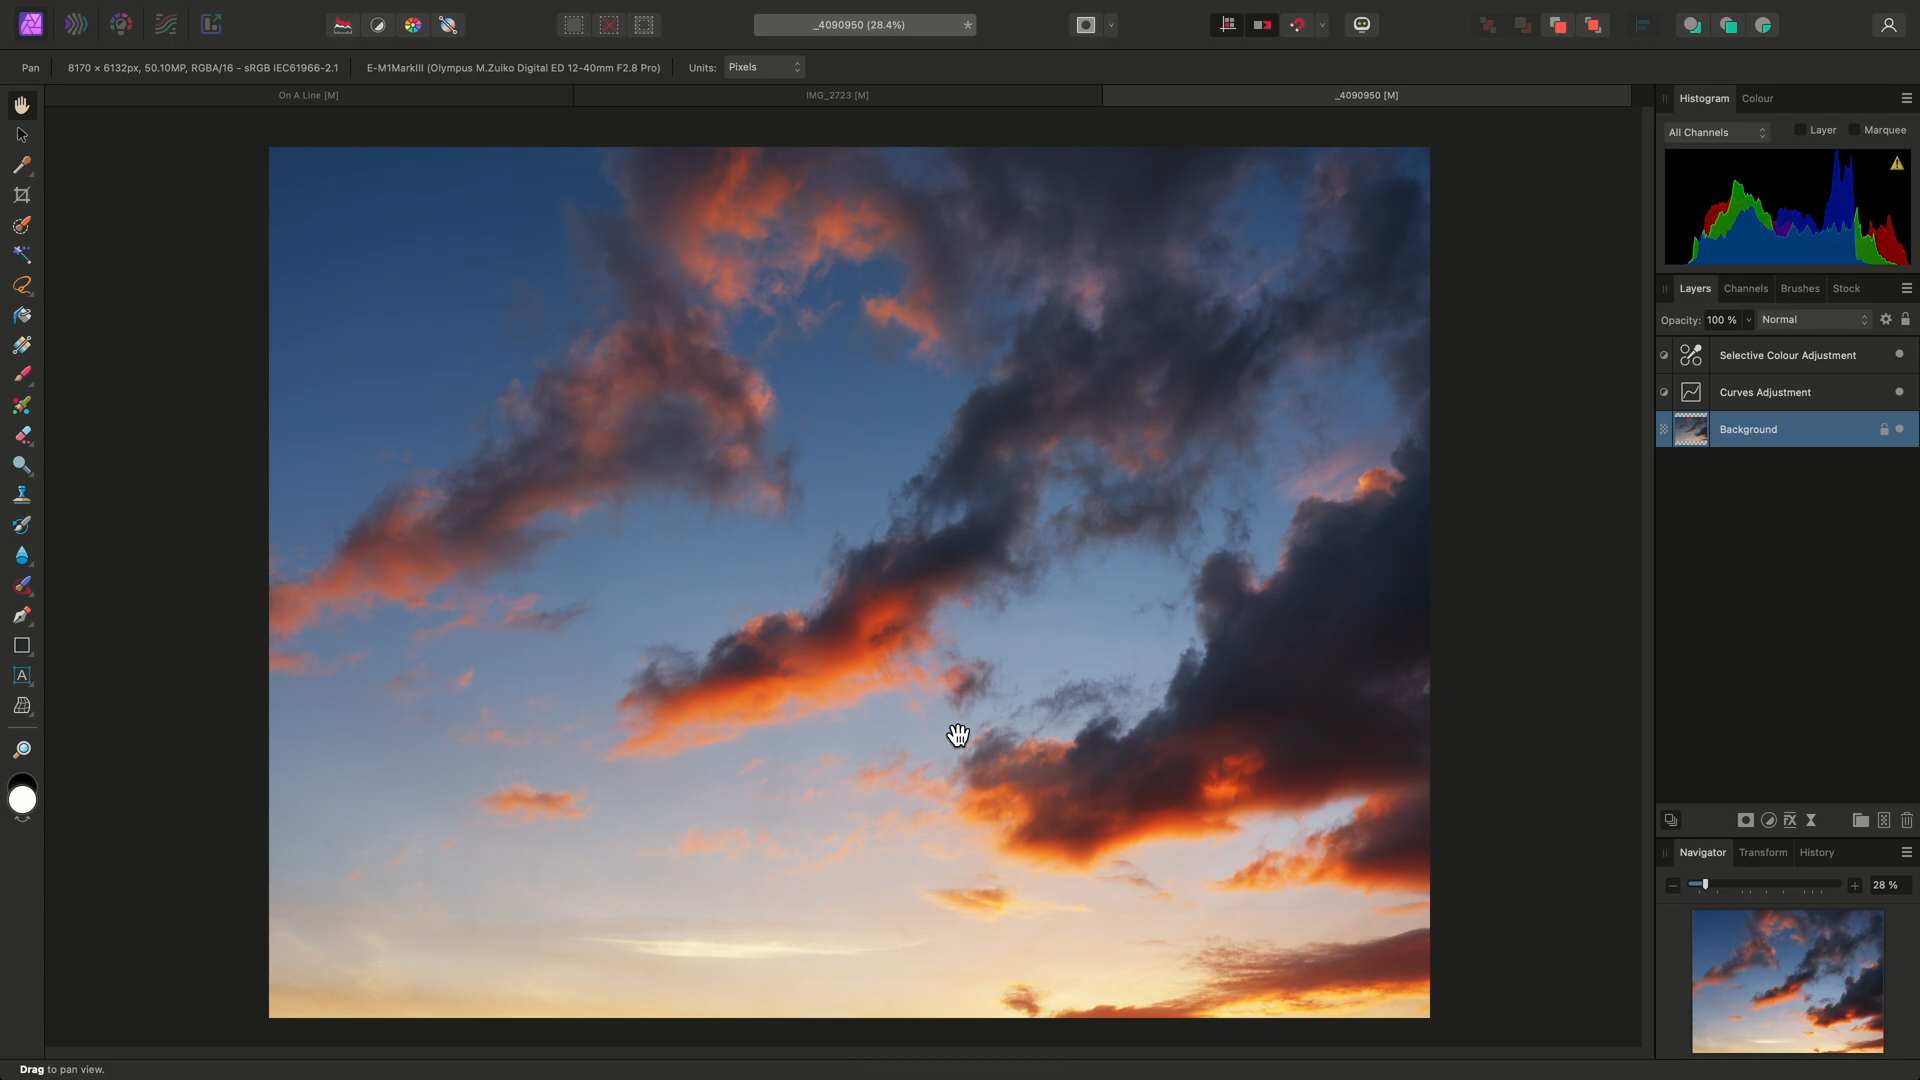 _4090950 (28.4%)
Pan
8170 × 6132px, 50.10MP, RGBA/16 - sRGB IEC61966-2.1
E-M1MarkIII (Olympus M.Zuiko Digital ED 12-40mm F2.8 Pro)
Units:
Pixels
On A Line [M]
IMG_2723 [M]
_4090950 [M]
Histogram
Colour
All Channels
Layer
Marquee
Layers
Channels
Brushes
Stock
Opacity:
100 %
Normal
Selective Colour Adjustment
Curves Adjustment
Background
Navigator
Transform
History
28 %
Drag to pan view.